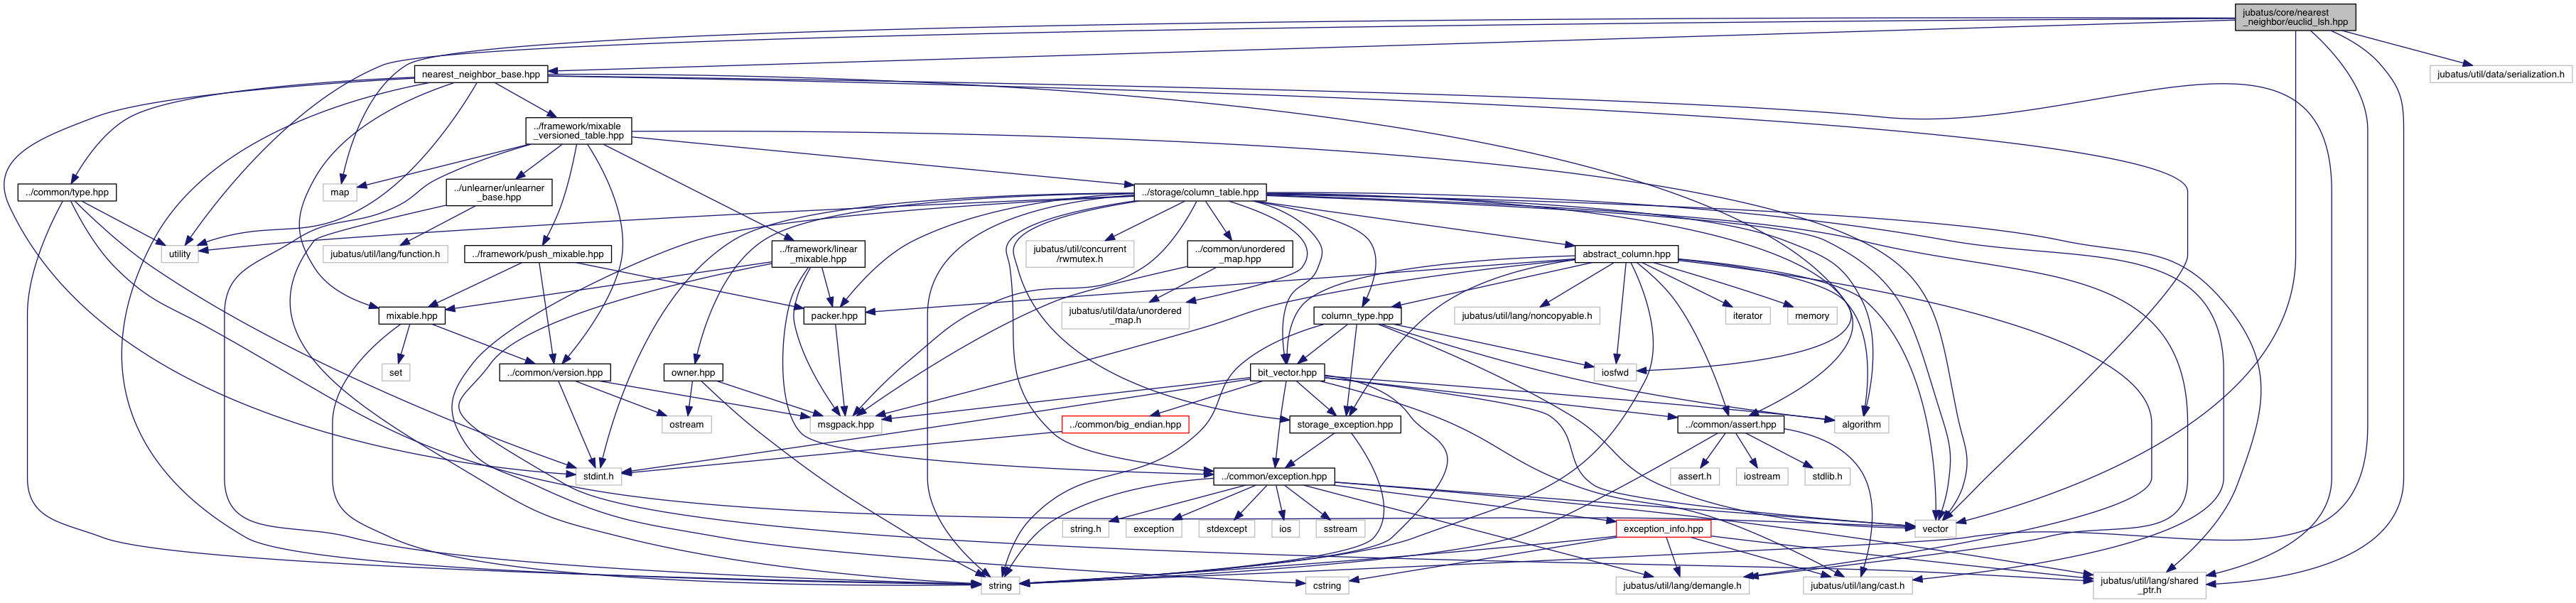 jubatus/core/nearest
_neighbor/euclid_lsh.hpp
nearest_neighbor_base.hpp
jubatus/util/data/serialization.h
../framework/mixable
_versioned_table.hpp
../common/type.hpp
map
../unlearner/unlearner
_base.hpp
../storage/column_table.hpp
utility
jubatus/util/lang/function.h
../framework/push_mixable.hpp
../framework/linear
_mixable.hpp
jubatus/util/concurrent
/rwmutex.h
../common/unordered
_map.hpp
abstract_column.hpp
mixable.hpp
packer.hpp
jubatus/util/data/unordered
_map.h
column_type.hpp
jubatus/util/lang/noncopyable.h
iterator
memory
set
../common/version.hpp
owner.hpp
bit_vector.hpp
iosfwd
ostream
msgpack.hpp
../common/big_endian.hpp
storage_exception.hpp
../common/assert.hpp
algorithm
stdint.h
../common/exception.hpp
assert.h
iostream
stdlib.h
string.h
exception
stdexcept
ios
sstream
exception_info.hpp
vector
string
cstring
jubatus/util/lang/demangle.h
jubatus/util/lang/cast.h
jubatus/util/lang/shared
_ptr.h